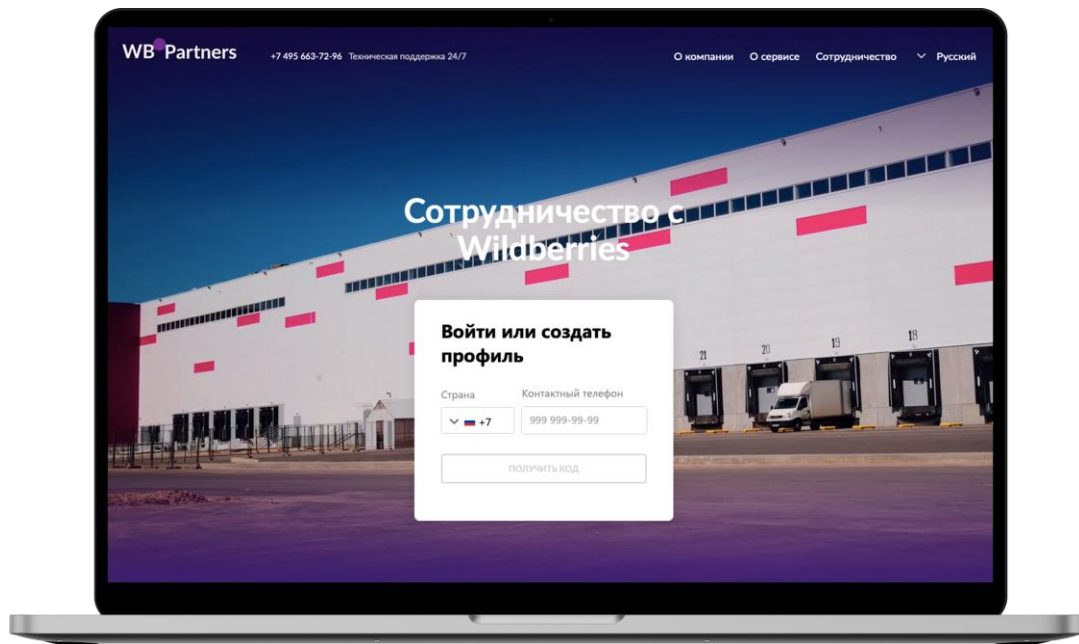 WB Partners
+7 495 663-72-96 Техническая поддержка 24/7
О компании О сервисе Сотрудничество Русский
Сотрудничество с
Wildberries
Войти или создать
профиль
Страна Контактный телефон
+7 999 999-99-99
ПОЛУЧИТЬ КОД
21 20 19 18